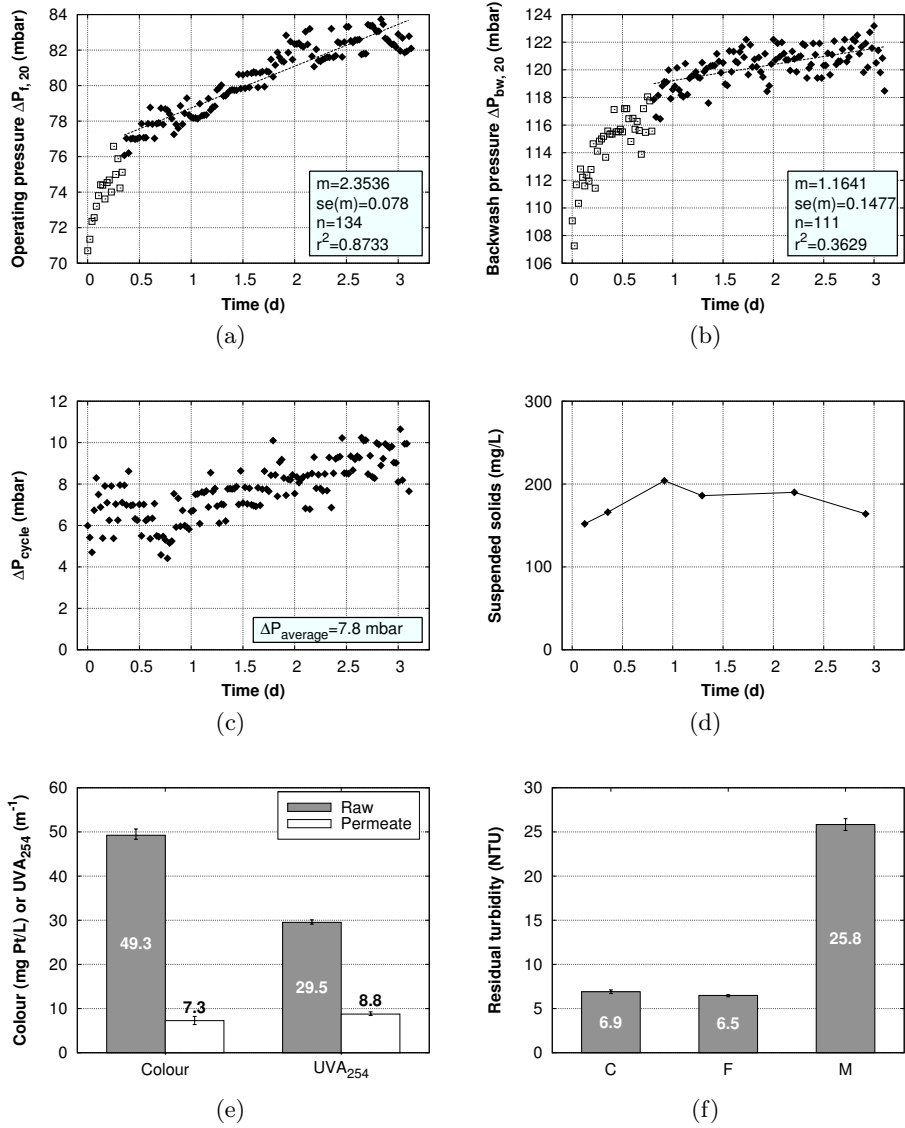 Operating pressure ΔPf, 20 (mbar)
84
82
80
78
76
74
72
70
m=2.3536
se(m)=0.078
n=134
r²=0.8733
0 0.5 1 1.5 2 2.5 3
Time (d)
(a)
Backwash pressure ΔPbw, 20 (mbar)
124
122
120
118
116
114
112
110
108
106
m=1.1641
se(m)=0.1477
n=111
r²=0.3629
0 0.5 1 1.5 2 2.5 3
Time (d)
(b)
ΔPcycle (mbar)
12
10
8
6
4
2
0
ΔPaverage=7.8 mbar
0 0.5 1 1.5 2 2.5 3
Time (d)
(c)
Suspended solids (mg/L)
300
200
100
0
0 0.5 1 1.5 2 2.5 3
Time (d)
(d)
Colour (mg Pt/L) or UVA254 (m⁻¹)
60
50
40
30
20
10
0
Raw
Permeate
49.3
7.3
29.5
8.8
Colour UVA254
(e)
Residual turbidity (NTU)
30
25
20
15
10
5
0
6.9
6.5
25.8
C F M
(f)